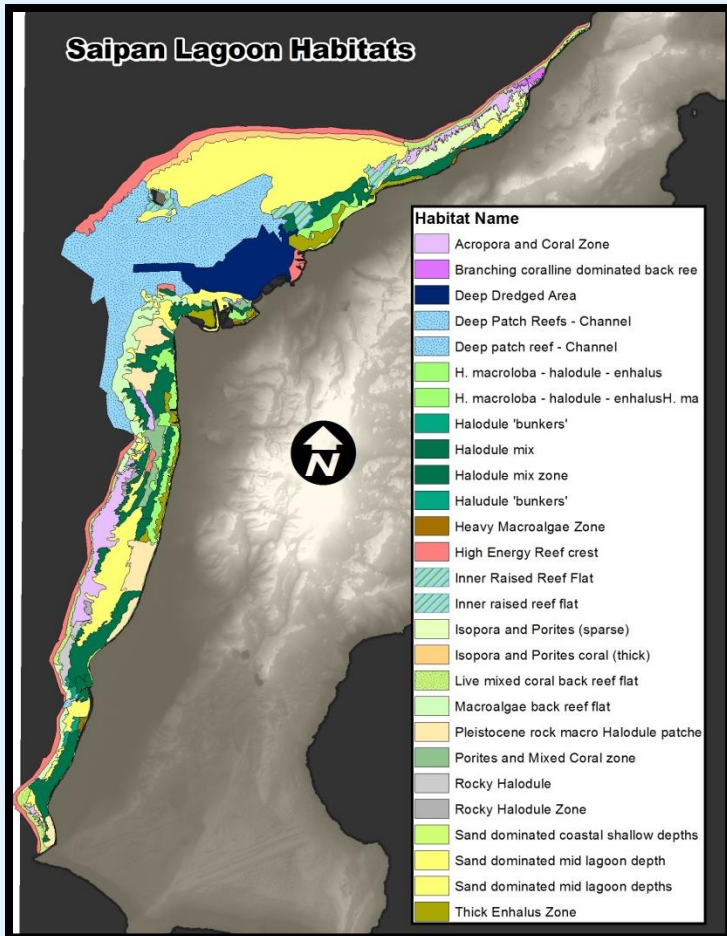 Saipan Lagoon Habitats
Habitat Name
Acropora and Coral Zone
Branching coralline dominated back ree
Deep Dredged Area
Deep Patch Reefs - Channel
Deep patch reef - Channel
H. macroloba - halodule - enhalus
H. macroloba - halodule - enhalusH. ma
Halodule 'bunkers'
Halodule mix
Halodule mix zone
Haludule 'bunkers'
Heavy Macroalgae Zone
High Energy Reef crest
Inner Raised Reef Flat
Inner raised reef flat
Isopora and Porites (sparse)
Isopora and Porites coral (thick)
Live mixed coral back reef flat
Macroalgae back reef flat
Pleistocene rock macro Halodule patche
Porites and Mixed Coral zone
Rocky Halodule
Rocky Halodule Zone
Sand dominated coastal shallow depths
Sand dominated mid lagoon depth
Sand dominated mid lagoon depths
Thick Enhalus Zone
N